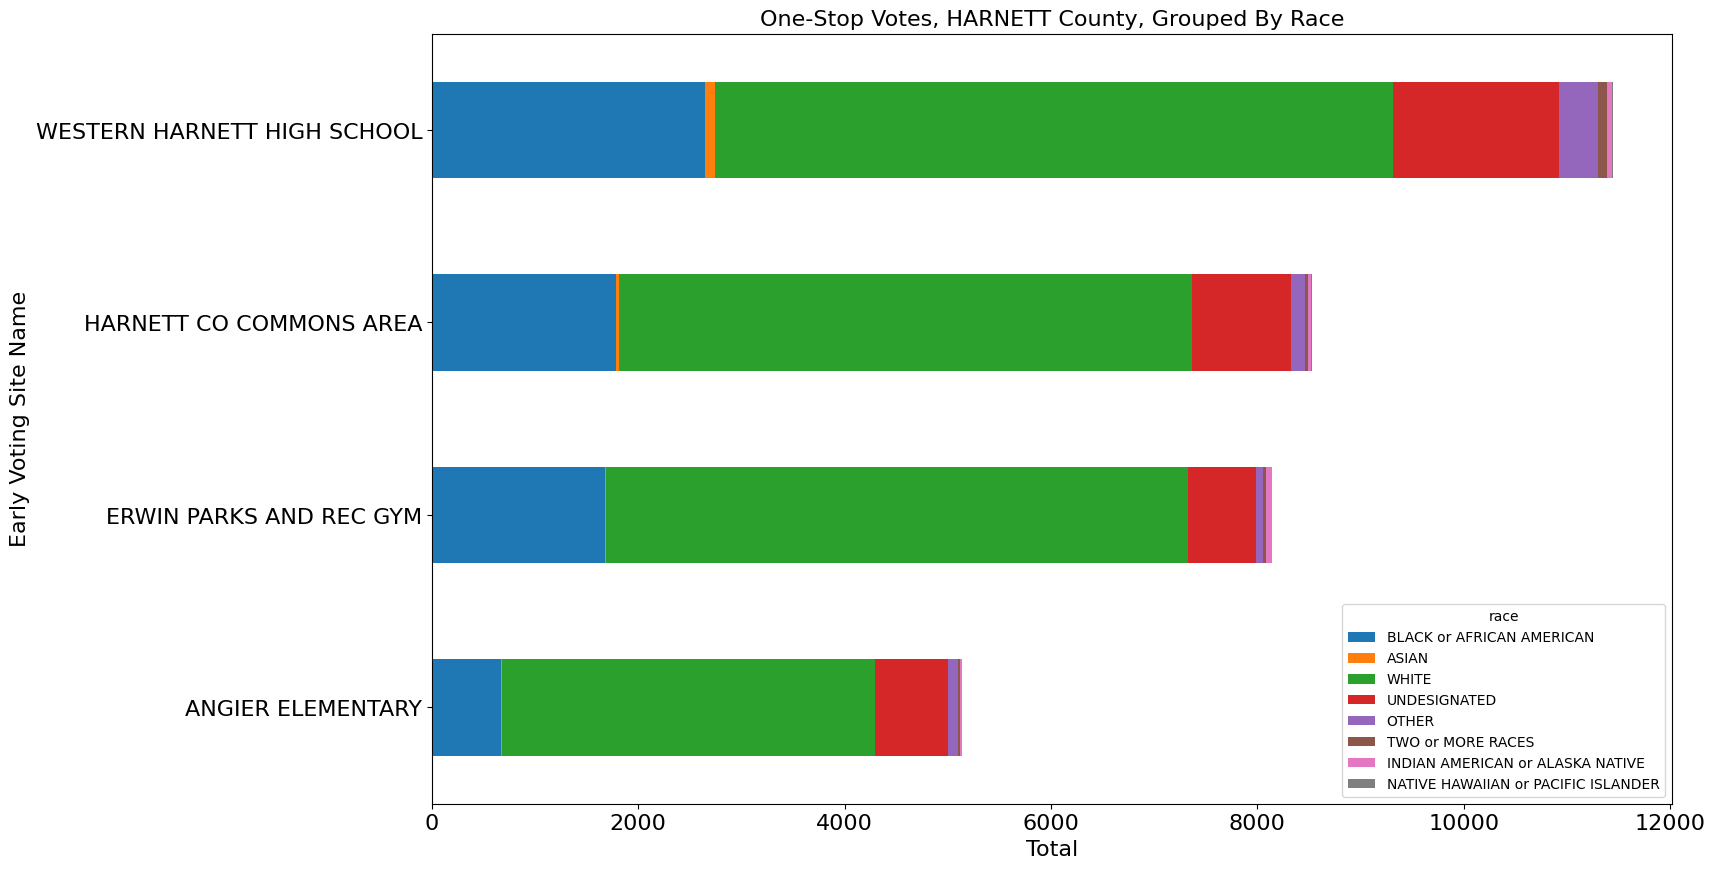 One-Stop Votes, HARNETT County, Grouped By Race
Early Voting Site Name
WESTERN HARNETT HIGH SCHOOL
HARNETT CO COMMONS AREA
ERWIN PARKS AND REC GYM
ANGIER ELEMENTARY
race
BLACK or AFRICAN AMERICAN
ASIAN
WHITE
UNDESIGNATED
OTHER
TWO or MORE RACES
INDIAN AMERICAN or ALASKA NATIVE
NATIVE HAWAIIAN or PACIFIC ISLANDER
0 2000 4000 6000 8000 10000 12000
Total